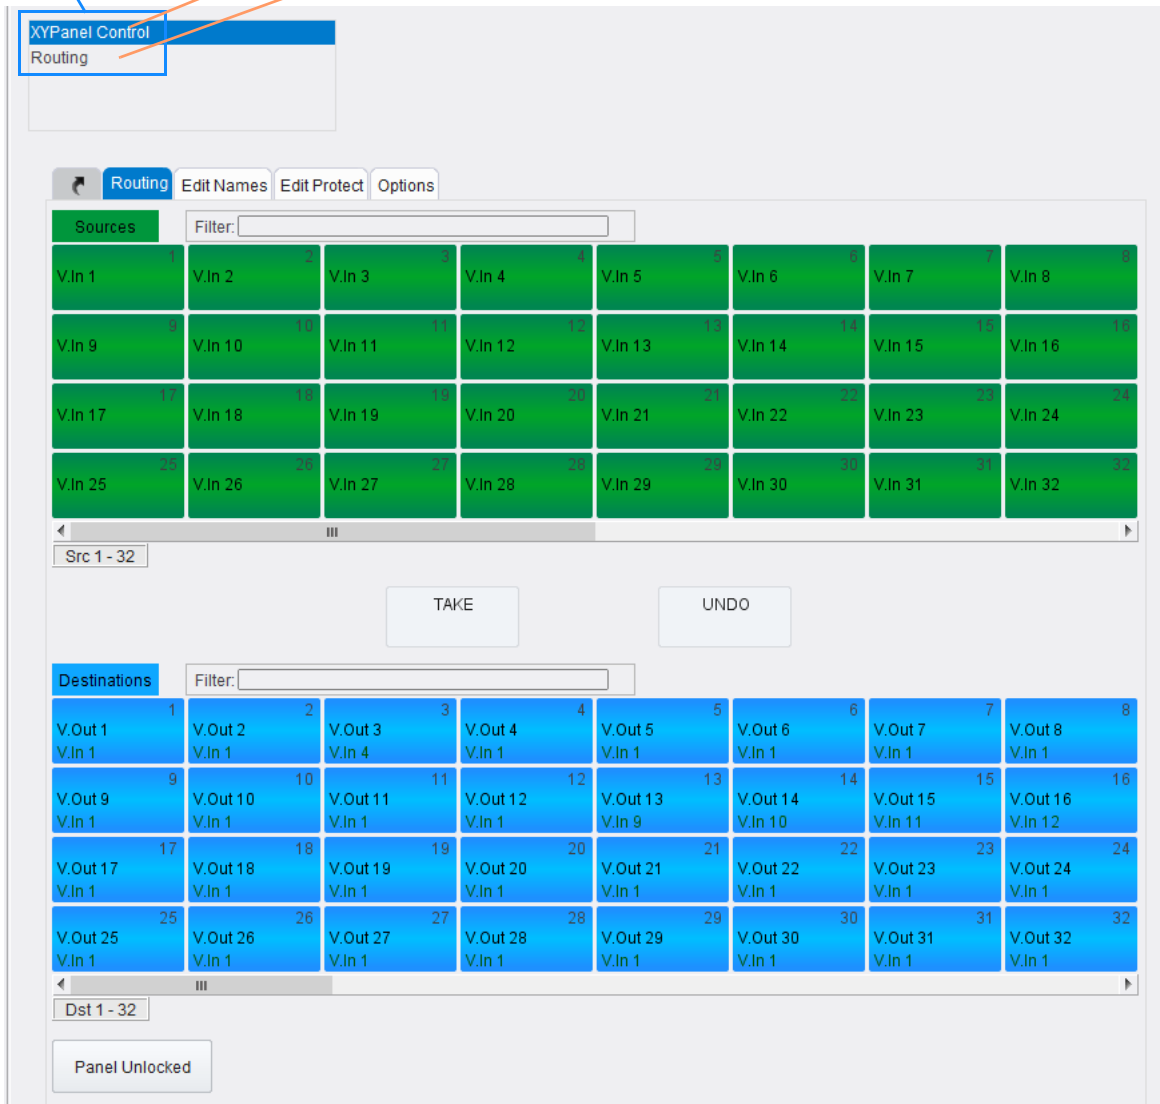 XYPanel Control
Routing
Routing Edit Names Edit Protect Options
Sources Filter:
1 2 3 4 5 6 7 8
V.In 1 V.In 2 V.In 3 V.In 4 V.In 5 V.In 6 V.In 7 V.In 8
9 10 11 12 13 14 15 16
V.In 9 V.In 10 V.In 11 V.In 12 V.In 13 V.In 14 V.In 15 V.In 16
17 18 19 20 21 22 23 24
V.In 17 V.In 18 V.In 19 V.In 20 V.In 21 V.In 22 V.In 23 V.In 24
25 26 27 28 29 30 31 32
V.In 25 V.In 26 V.In 27 V.In 28 V.In 29 V.In 30 V.In 31 V.In 32
Src 1 - 32
TAKE UNDO
Destinations Filter:
1 2 3 4 5 6 7 8
V.Out 1 V.Out 2 V.Out 3 V.Out 4 V.Out 5 V.Out 6 V.Out 7 V.Out 8
V.In 1 V.In 1 V.In 4 V.In 1 V.In 1 V.In 1 V.In 1 V.In 1
9 10 11 12 13 14 15 16
V.Out 9 V.Out 10 V.Out 11 V.Out 12 V.Out 13 V.Out 14 V.Out 15 V.Out 16
V.In 1 V.In 1 V.In 1 V.In 1 V.In 9 V.In 10 V.In 11 V.In 12
17 18 19 20 21 22 23 24
V.Out 17 V.Out 18 V.Out 19 V.Out 20 V.Out 21 V.Out 22 V.Out 23 V.Out 24
V.In 1 V.In 1 V.In 1 V.In 1 V.In 1 V.In 1 V.In 1 V.In 1
25 26 27 28 29 30 31 32
V.Out 25 V.Out 26 V.Out 27 V.Out 28 V.Out 29 V.Out 30 V.Out 31 V.Out 32
V.In 1 V.In 1 V.In 1 V.In 1 V.In 1 V.In 1 V.In 1 V.In 1
Dst 1 - 32
Panel Unlocked